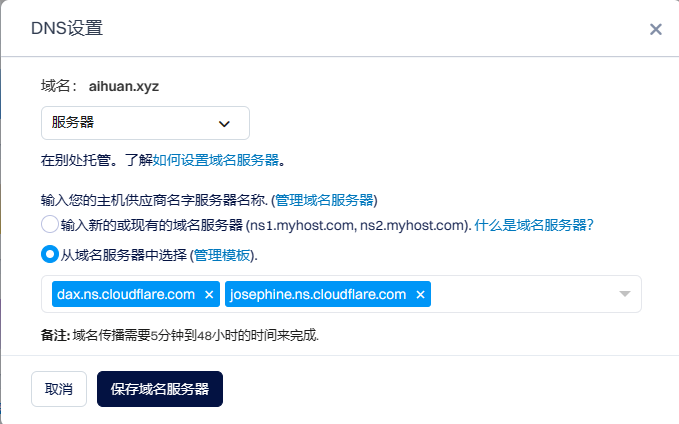 DNS设置
域名： aihuan.xyz
服务器
在别处托管。了解如何设置域名服务器。
输入您的主机供应商名字服务器名称. (管理域名服务器)
输入新的或现有的域名服务器 (ns1.myhost.com, ns2.myhost.com). 什么是域名服务器?
从域名服务器中选择 (管理模板).
dax.ns.cloudflare.com × josephine.ns.cloudflare.com ×
备注: 域名传播需要5分钟到48小时的时间来完成.
取消 保存域名服务器